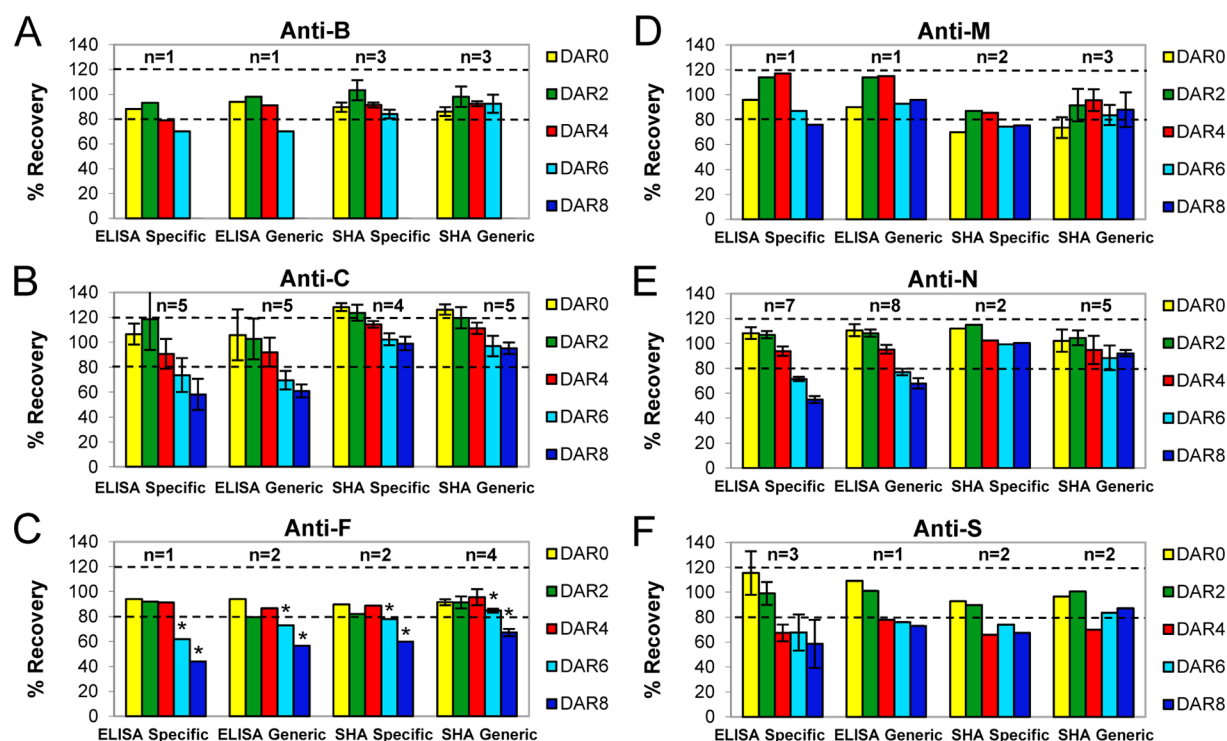 A
Anti-B
% Recovery
140
120
100
80
60
40
20
0
n=1
n=1
n=3
n=3
ELISA Specific
ELISA Generic
SHA Specific
SHA Generic
DAR0
DAR2
DAR4
DAR6
DAR8
D
Anti-M
% Recovery
140
120
100
80
60
40
20
0
n=1
n=1
n=2
n=3
ELISA Specific
ELISA Generic
SHA Specific
SHA Generic
DAR0
DAR2
DAR4
DAR6
DAR8
B
Anti-C
% Recovery
140
120
100
80
60
40
20
0
n=5
n=5
n=4
n=5
ELISA Specific
ELISA Generic
SHA Specific
SHA Generic
DAR0
DAR2
DAR4
DAR6
DAR8
E
Anti-N
% Recovery
140
120
100
80
60
40
20
0
n=7
n=8
n=2
n=5
ELISA Specific
ELISA Generic
SHA Specific
SHA Generic
DAR0
DAR2
DAR4
DAR6
DAR8
C
Anti-F
% Recovery
140
120
100
80
60
40
20
0
n=1
n=2
n=2
n=4
* *
* *
* *
* *
ELISA Specific
ELISA Generic
SHA Specific
SHA Generic
DAR0
DAR2
DAR4
DAR6
DAR8
F
Anti-S
% Recovery
140
120
100
80
60
40
20
0
n=3
n=1
n=2
n=2
ELISA Specific
ELISA Generic
SHA Specific
SHA Generic
DAR0
DAR2
DAR4
DAR6
DAR8